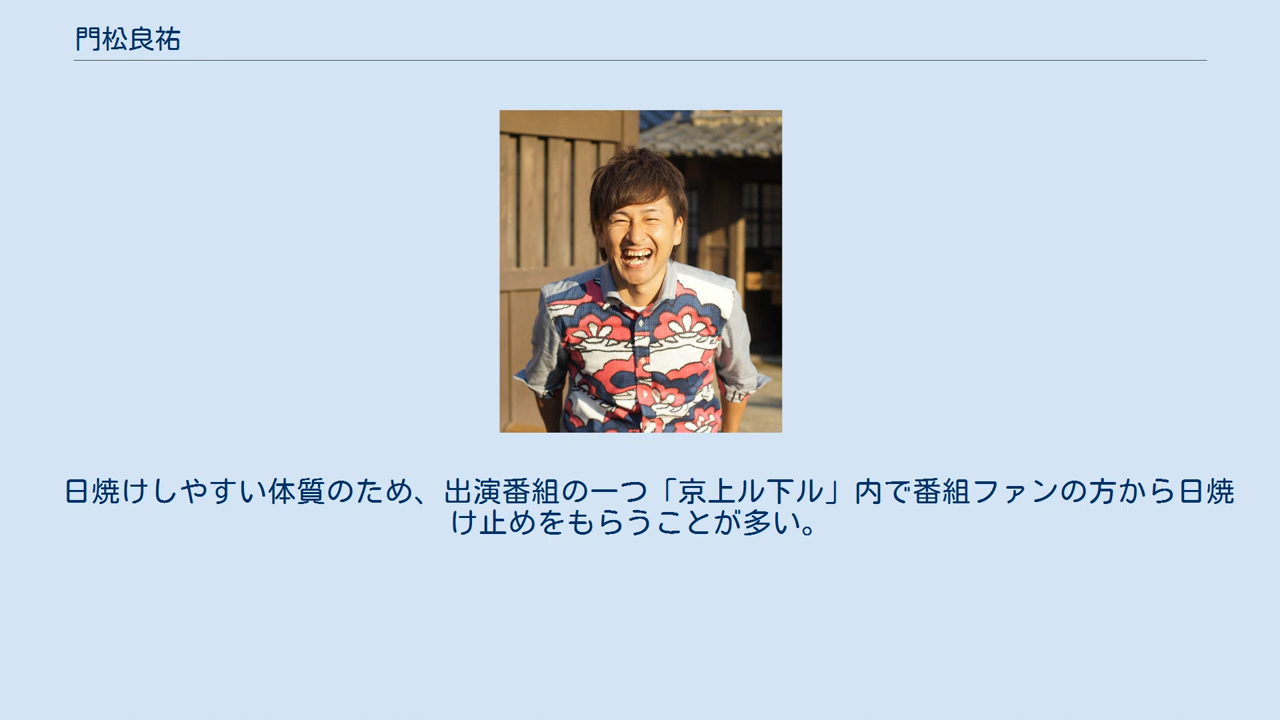 門松良祐
日焼けしやすい体質のため、出演番組の一つ「京上ル下ル」内で番組ファンの方から日焼
け止めをもらうことが多い。